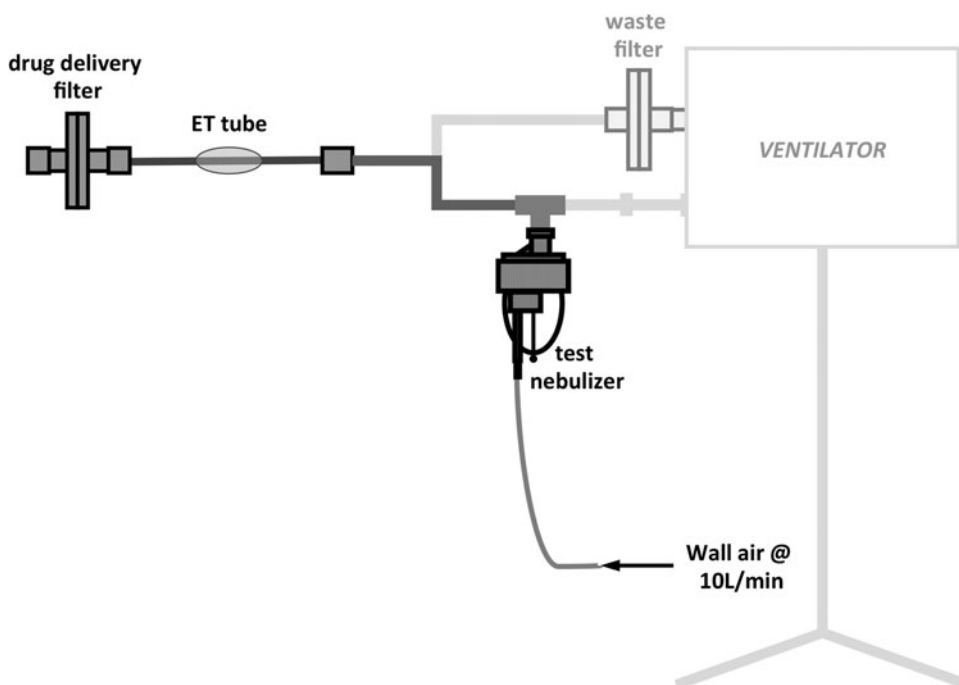 waste
filter
drug delivery
filter
ET tube
VENTILATOR
test
nebulizer
Wall air @
10L/min